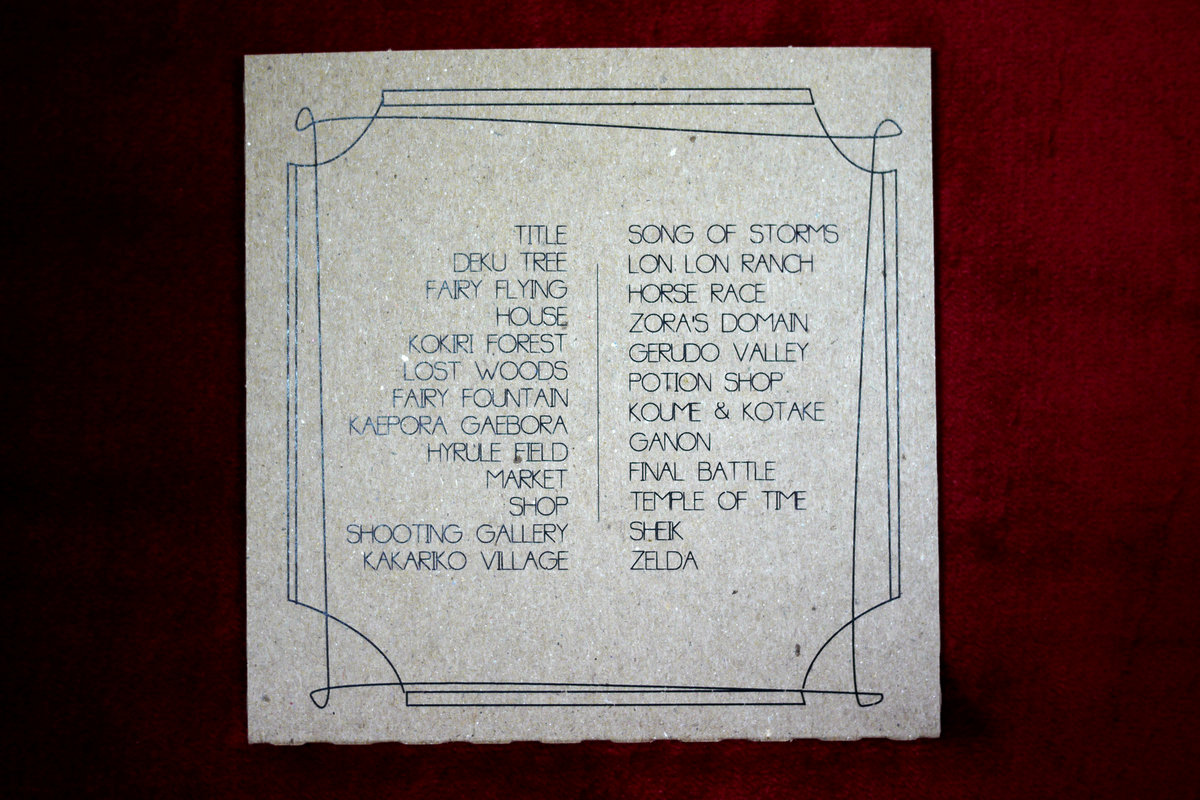 TITLE
DEKU TREE
FAIRY FLYING
HOUSE
KOKIRI FOREST
LOST WOODS
FAIRY FOUNTAIN
KAEPORA GAEBORA
HYRULE FIELD
MARKET
SHOP
SHOOTING GALLERY
KAKARIKO VILLAGE
SONG OF STORMS
LON LON RANCH
HORSE RACE
ZORA'S DOMAIN
GERUDO VALLEY
POTION SHOP
KOUME & KOTAKE
GANON
FINAL BATTLE
TEMPLE OF TIME
SHEIK
ZELDA